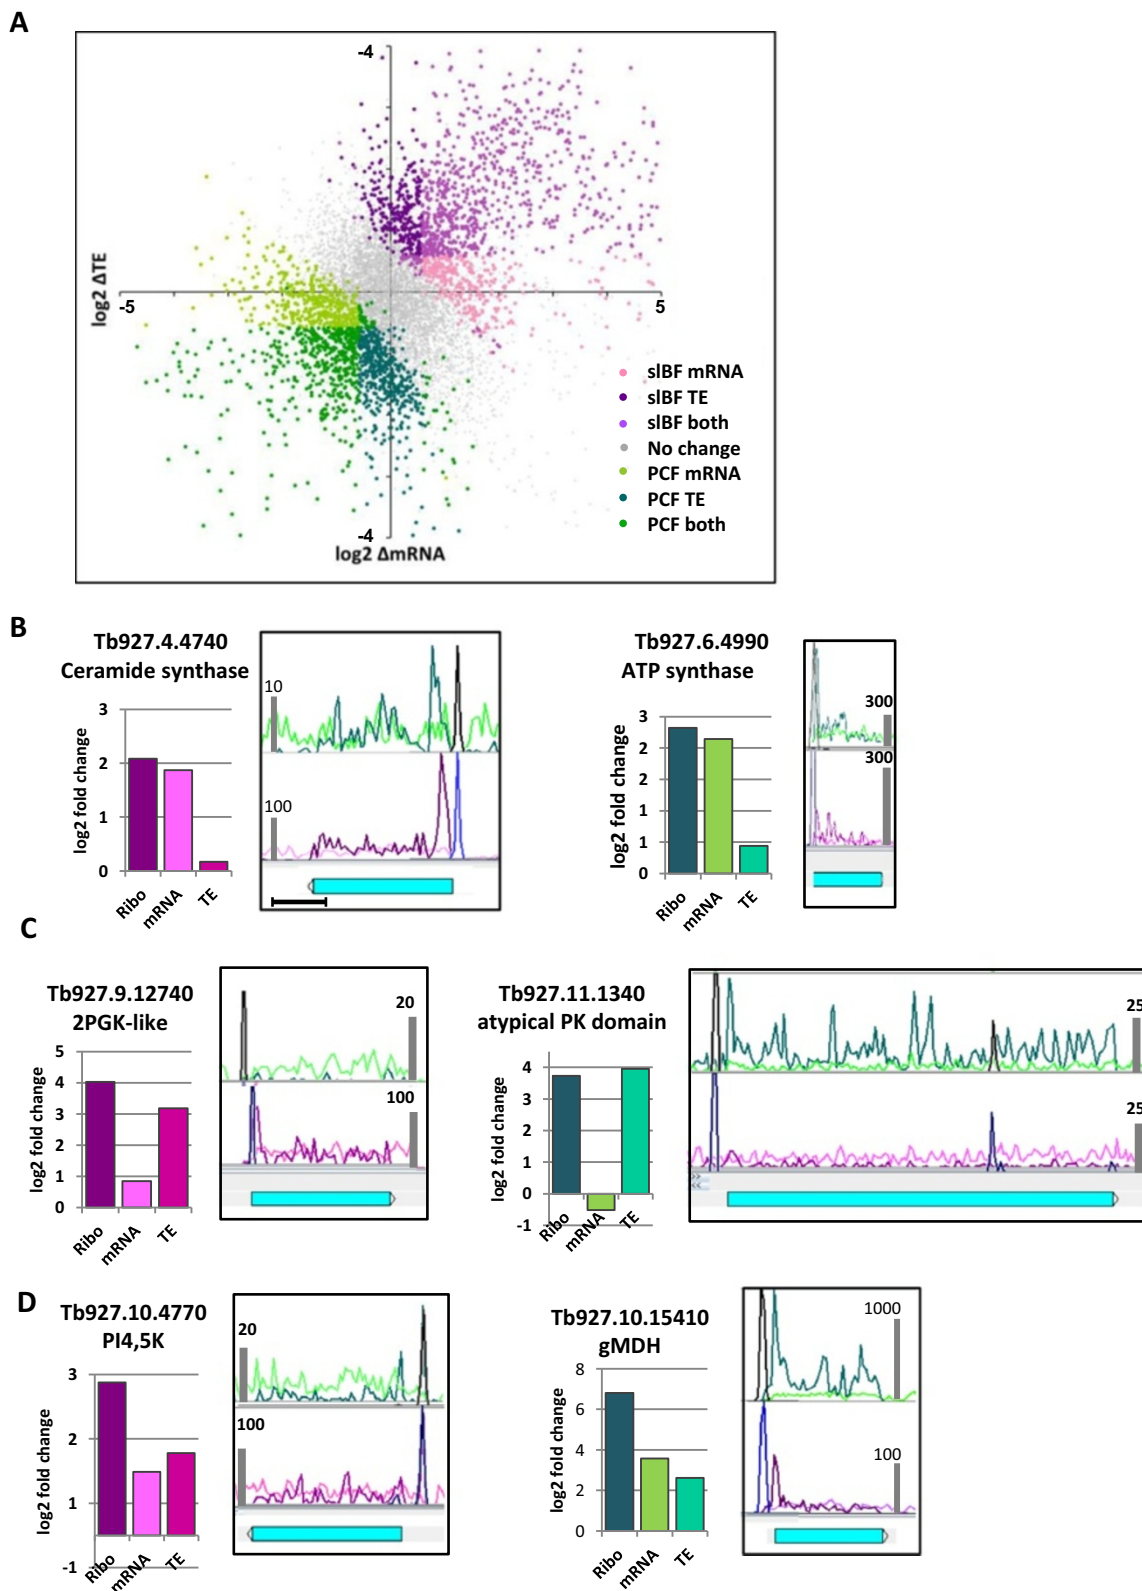 A
-4
log2 ΔTE
-5
5
slBF mRNA
slBF TE
slBF both
No change
PCF mRNA
PCF TE
PCF both
-4
log2 ΔmRNA
B
Tb927.4.4740
Ceramide synthase
log2 fold change
3
2
1
0
Ribo
mRNA
TE
10
100
Tb927.6.4990
ATP synthase
log2 fold change
3
2
2
1
1
0
Ribo
mRNA
TE
300
300
C
Tb927.9.12740
2PGK-like
log2 fold change
5
4
3
2
1
0
Ribo
mRNA
TE
20
100
Tb927.11.1340
atypical PK domain
log2 fold change
4
3
2
1
0
-1
Ribo
mRNA
TE
25
25
D
Tb927.10.4770
PI4,5K
log2 fold change
3
2
1
-1
Ribo
mRNA
TE
20
100
Tb927.10.15410
gMDH
log2 fold change
8
6
4
2
0
Ribo
mRNA
TE
1000
100